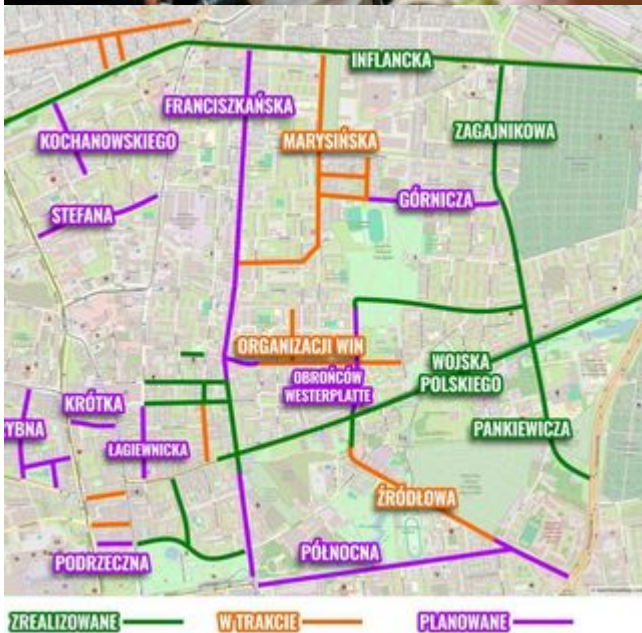 INFLANCKA
FRANCISZKAŃSKA
KOCHANOWSKIEGO
MARYSIŃSKA
ZAGAJNIKOWA
STEFANA
GÓRNICZA
ORGANIZACJI WIN
OBROŃCÓW
WESTERPLATTE
WOJSKA
POLSKIEGO
KRÓTKA
YBNA
ŁAGIEWNICKA
PANKIEWICZA
ŹRÓDŁOWA
PODRZECZNA
PÓŁNOCNA
ZREALIZOWANE
W TRAKCIE
PLANOWANE